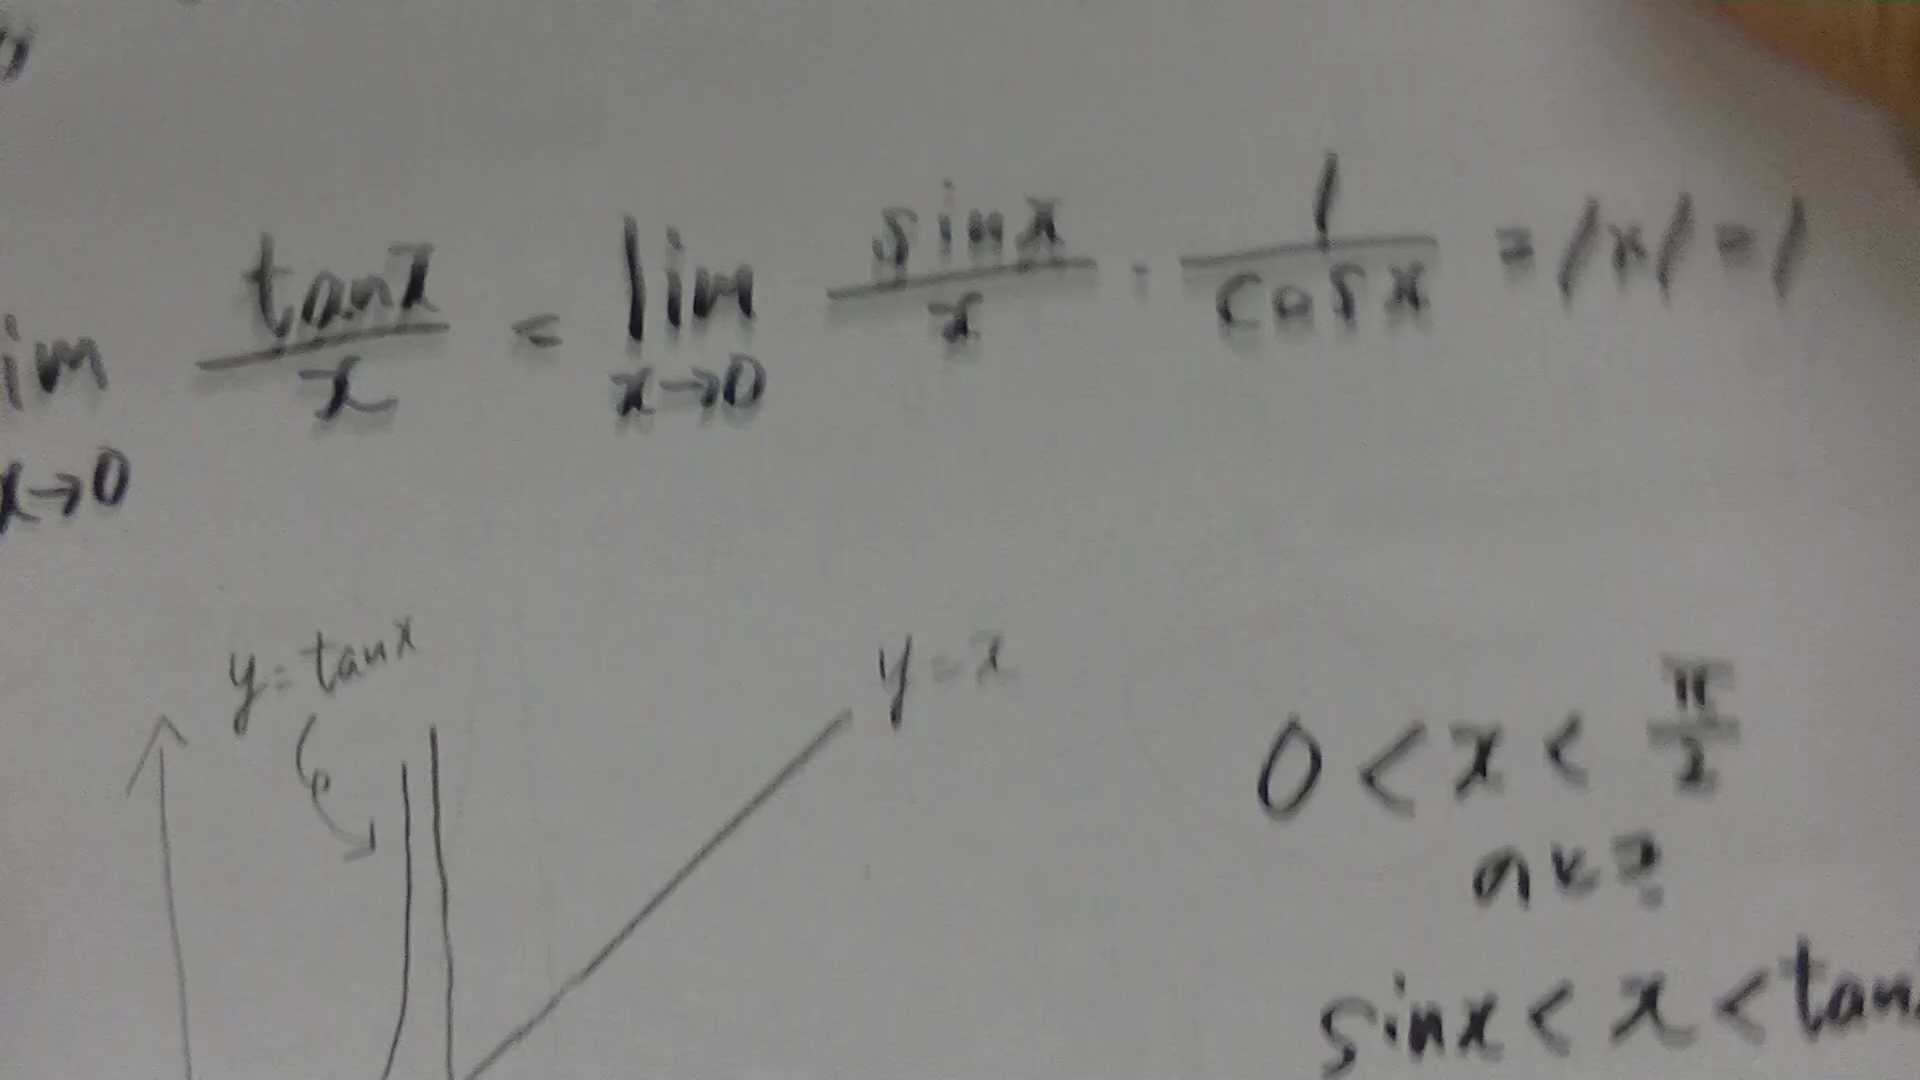 lim tanx/x = lim sinx/x · 1/cosx = 1×1 = 1
x→0 x→0
y=tanx
y=x
0<x<π/2
sinx < x < tan